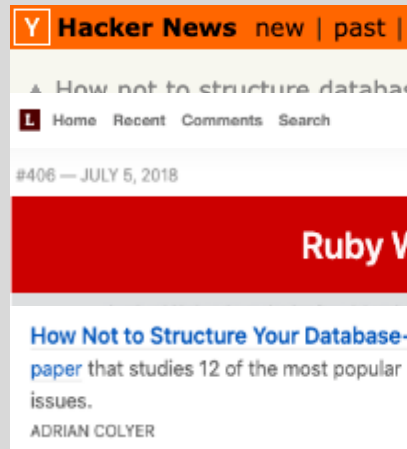 Y Hacker News new | past |
▲ How not to structure databas
L Home Recent Comments Search
#406 — JULY 5, 2018
Ruby W
How Not to Structure Your Database-
paper that studies 12 of the most popular
issues.
ADRIAN COLYER